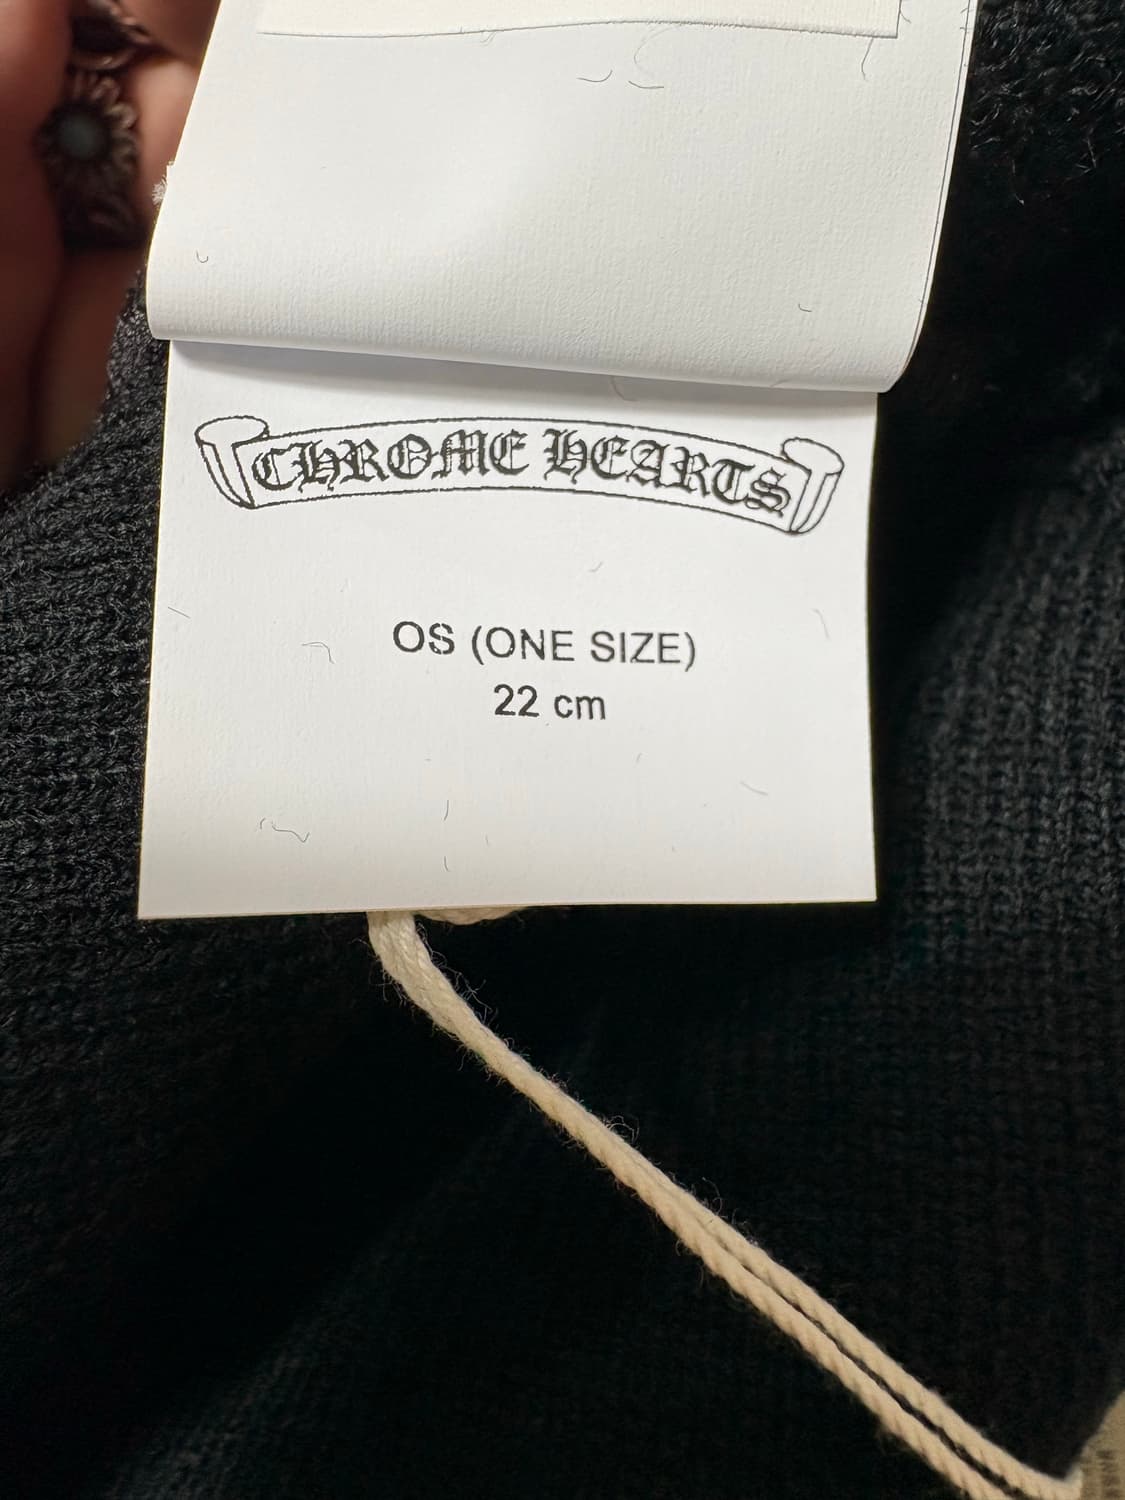 CHROME HEARTS
OS (ONE SIZE)
22 cm